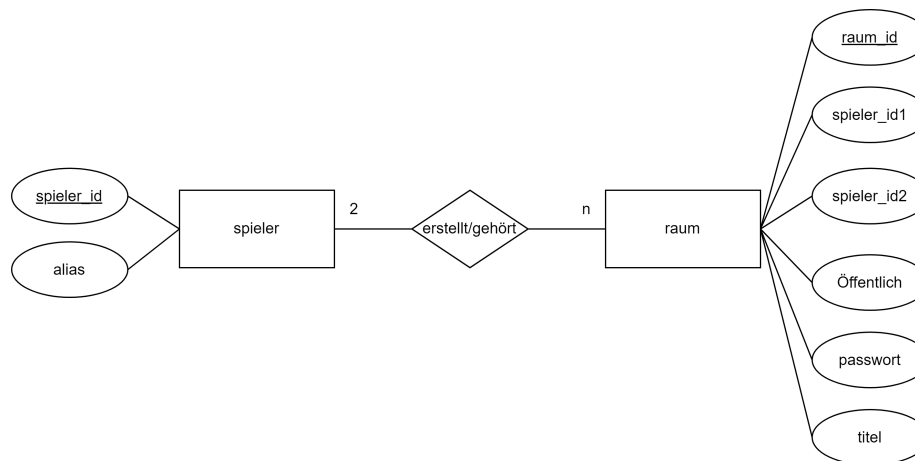 raum_id
spieler_id1
spieler_id
spieler_id2
2
n
spieler
erstellt/gehört
raum
alias
Öffentlich
passwort
titel